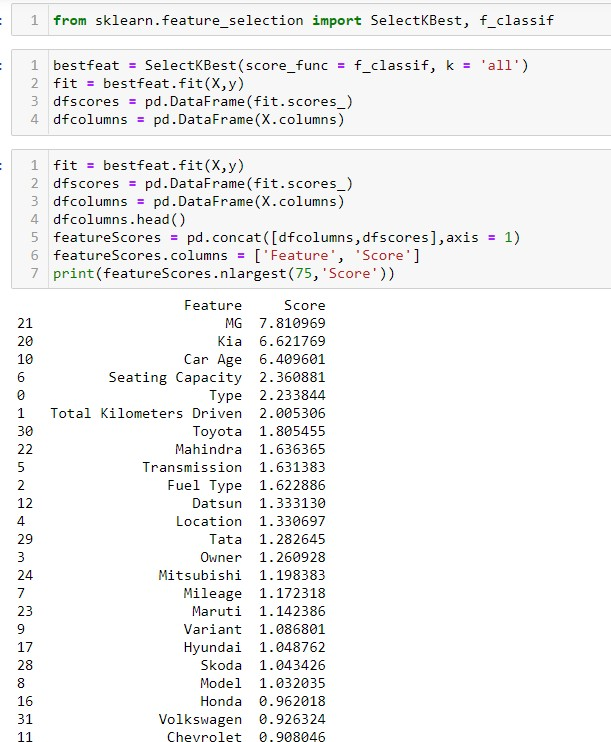 1 from sklearn.feature_selection import SelectKBest, f_classif
1 bestfeat = SelectKBest(score_func = f_classif, k = 'all')
2 fit = bestfeat.fit(X,y)
3 dfscores = pd.DataFrame(fit.scores_)
4 dfcolumns = pd.DataFrame(X.columns)
1 fit = bestfeat.fit(X,y)
2 dfscores = pd.DataFrame(fit.scores_)
3 dfcolumns = pd.DataFrame(X.columns)
4 dfcolumns.head()
5 featureScores = pd.concat([dfcolumns,dfscores],axis = 1)
6 featureScores.columns = ['Feature', 'Score']
7 print(featureScores.nlargest(75,'Score'))
Feature Score
21 MG 7.810969
20 Kia 6.621769
10 Car Age 6.409601
6 Seating Capacity 2.360881
0 Type 2.233844
1 Total Kilometers Driven 2.005306
30 Toyota 1.805455
22 Mahindra 1.636365
5 Transmission 1.631383
2 Fuel Type 1.622886
12 Datsun 1.333130
4 Location 1.330697
29 Tata 1.282645
3 Owner 1.260928
24 Mitsubishi 1.198383
7 Mileage 1.172318
23 Maruti 1.142386
9 Variant 1.086801
17 Hyundai 1.048762
28 Skoda 1.043426
8 Model 1.032035
16 Honda 0.962018
31 Volkswagen 0.926324
11 Chevrolet 0.908046